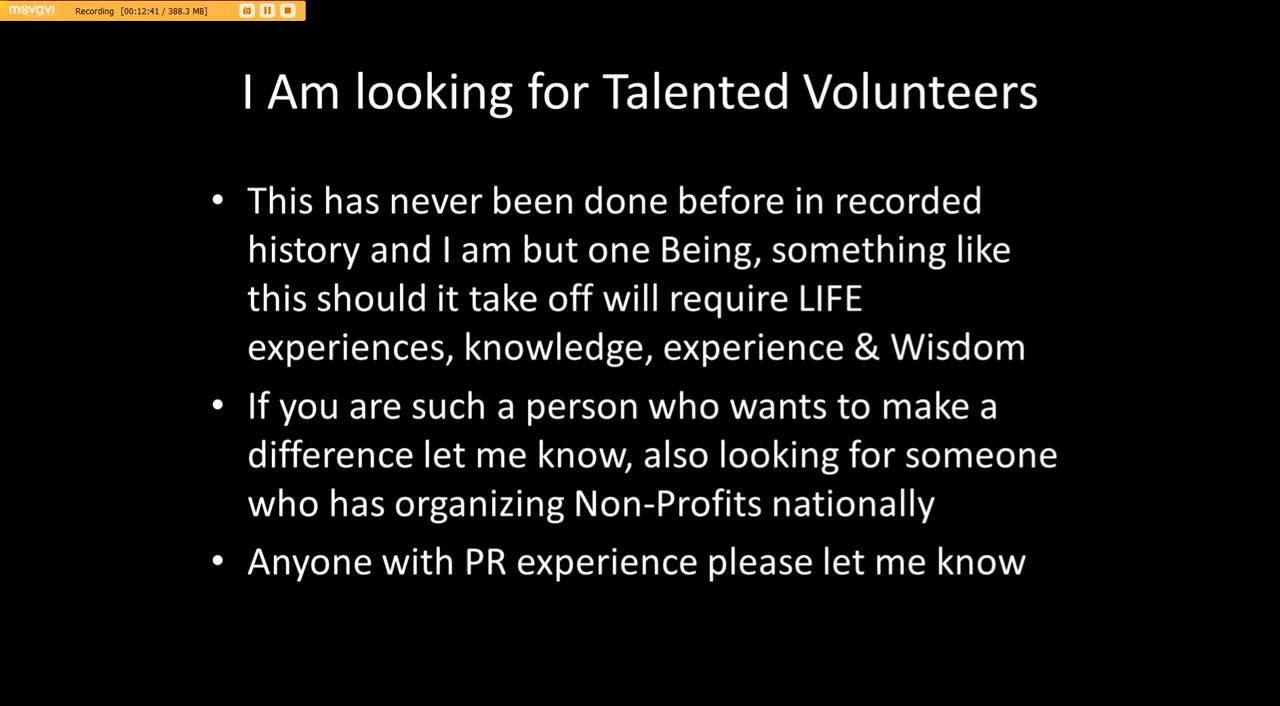 movavi Recording [00:12:41 / 388.3 MB]
I Am looking for Talented Volunteers
• This has never been done before in recorded
history and I am but one Being, something like
this should it take off will require LIFE
experiences, knowledge, experience & Wisdom
• If you are such a person who wants to make a
difference let me know, also looking for someone
who has organizing Non-Profits nationally
• Anyone with PR experience please let me know